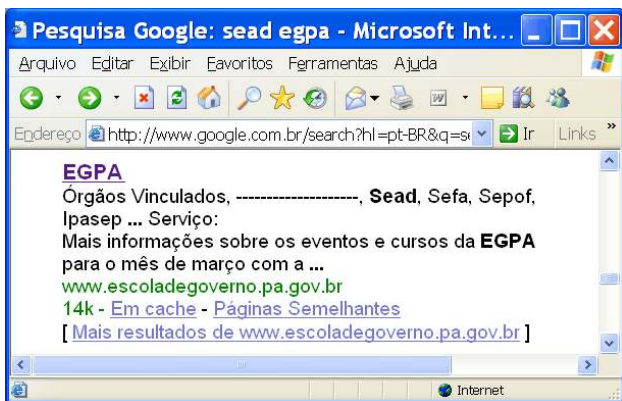 Pesquisa Google: sead egpa - Microsoft Int...
Arquivo Editar Exibir Favoritos Ferramentas Ajuda
Endereço http://www.google.com.br/search?hl=pt-BR&q=se Ir Links »
EGPA
Órgãos Vinculados, --------------------, Sead, Sefa, Sepof,
Ipasep ... Serviço:
Mais informações sobre os eventos e cursos da EGPA
para o mês de março com a ...
www.escoladegoverno.pa.gov.br
14k - Em cache - Páginas Semelhantes
[ Mais resultados de www.escoladegoverno.pa.gov.br ]
Internet